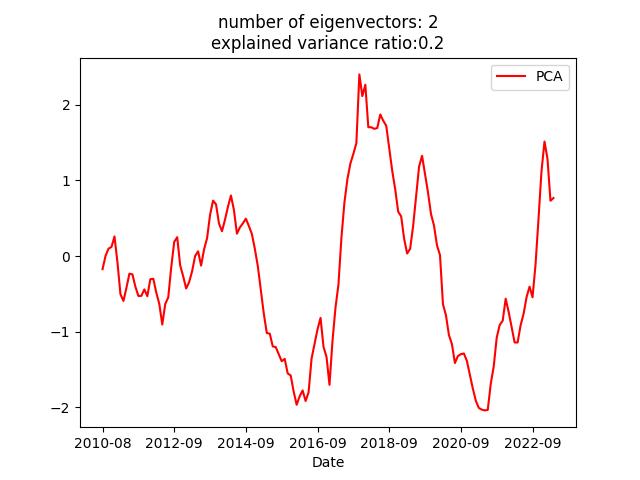 number of eigenvectors: 2
explained variance ratio:0.2
PCA
2
1
0
−1
−2
2010-08 2012-09 2014-09 2016-09 2018-09 2020-09 2022-09
Date